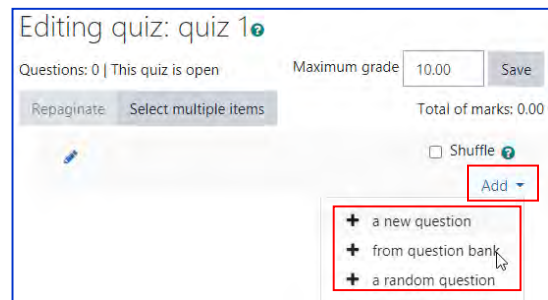 Editing quiz: quiz 1
Questions: 0 | This quiz is open Maximum grade 10.00 Save
Repaginate Select multiple items Total of marks: 0.00
Shuffle
Add
a new question
from question bank
a random question